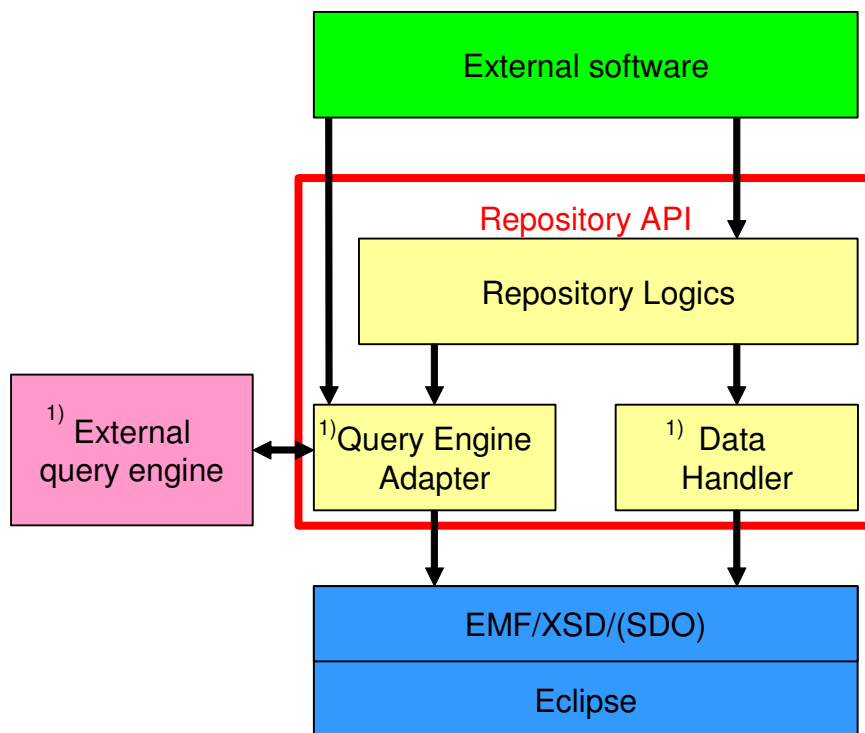 External software
Repository API
Repository Logics
1) External
query engine
1)Query Engine
Adapter
1) Data
Handler
EMF/XSD/(SDO)
Eclipse